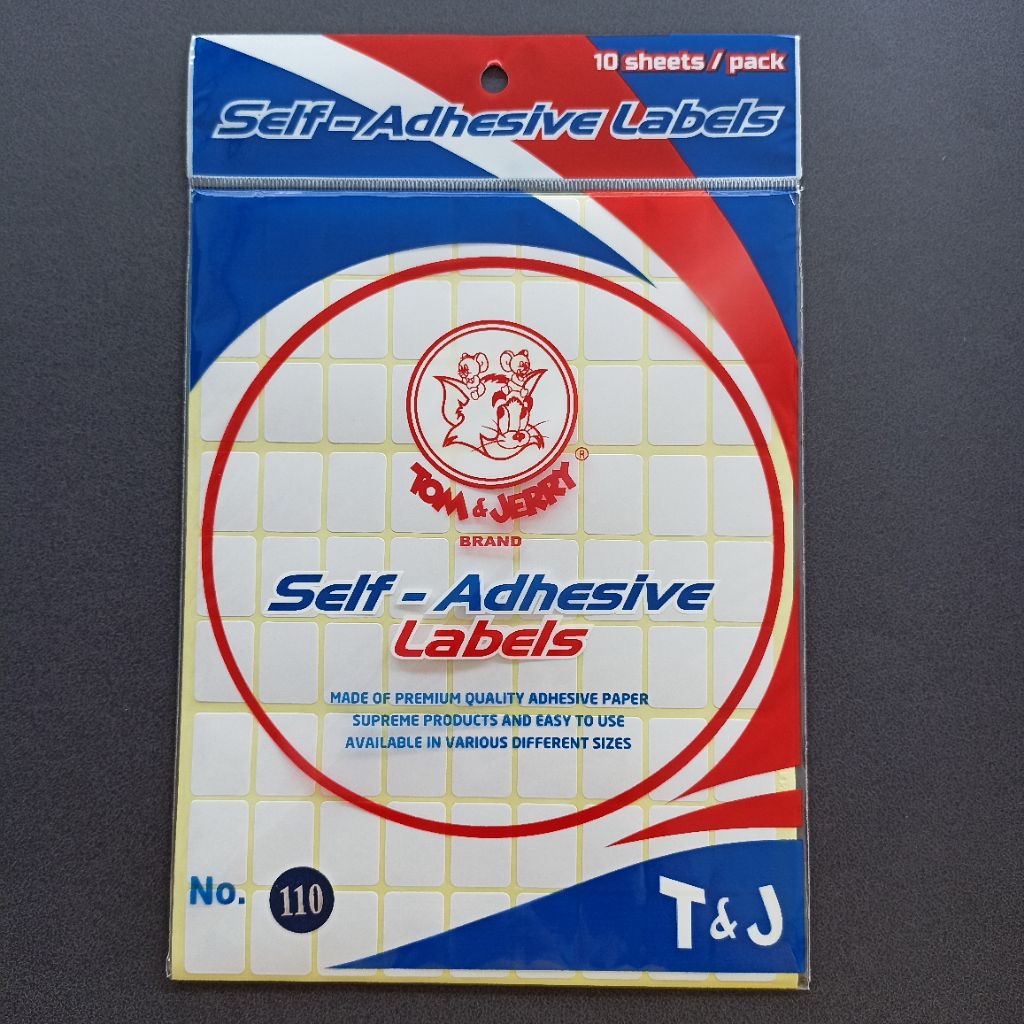 10 sheets / pack
Self-Adhesive Labels
TOM & JERRY ®
BRAND
Self - Adhesive
Labels
MADE OF PREMIUM QUALITY ADHESIVE PAPER
SUPREME PRODUCTS AND EASY TO USE
AVAILABLE IN VARIOUS DIFFERENT SIZES
No. 110
T & J